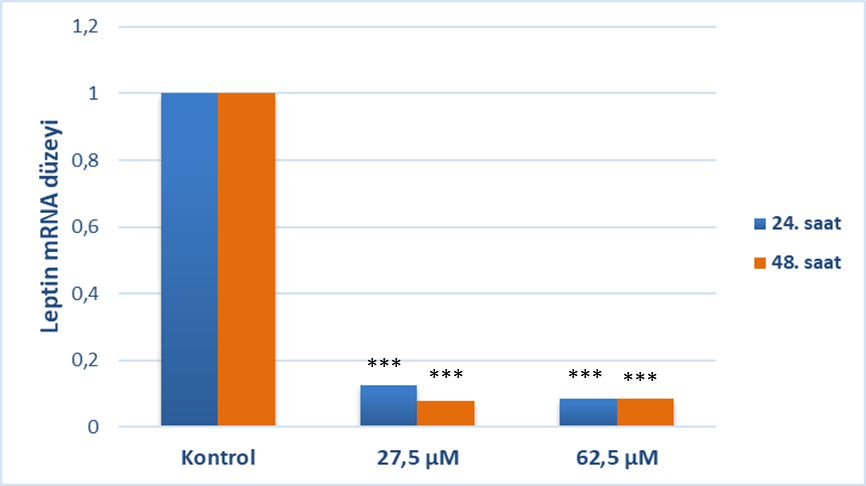 1,2
1
0,8
0,6
0,4
0,2
0
Leptin mRNA düzeyi
*** *** *** ***
Kontrol 27,5 µM 62,5 µM
24. saat
48. saat